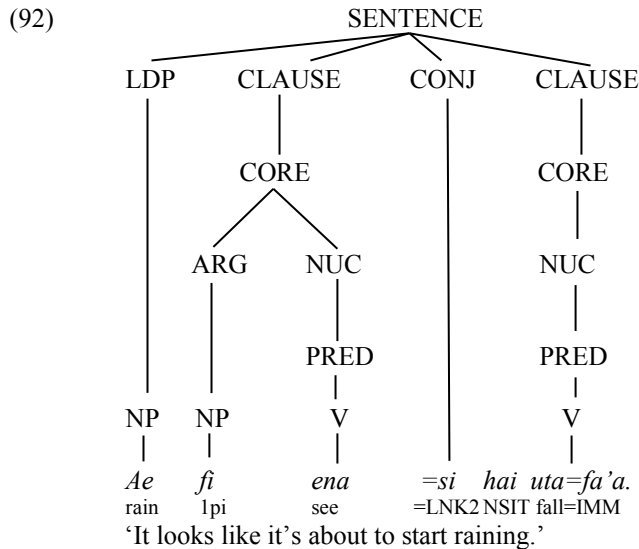 (92) SENTENCE
LDP CLAUSE CONJ CLAUSE
CORE CORE
ARG NUC NUC
PRED PRED
NP NP V V
Ae fi ena =si hai uta=fa’a.
rain 1pi see =LNK2 NSIT fall=IMM
‘It looks like it’s about to start raining.’